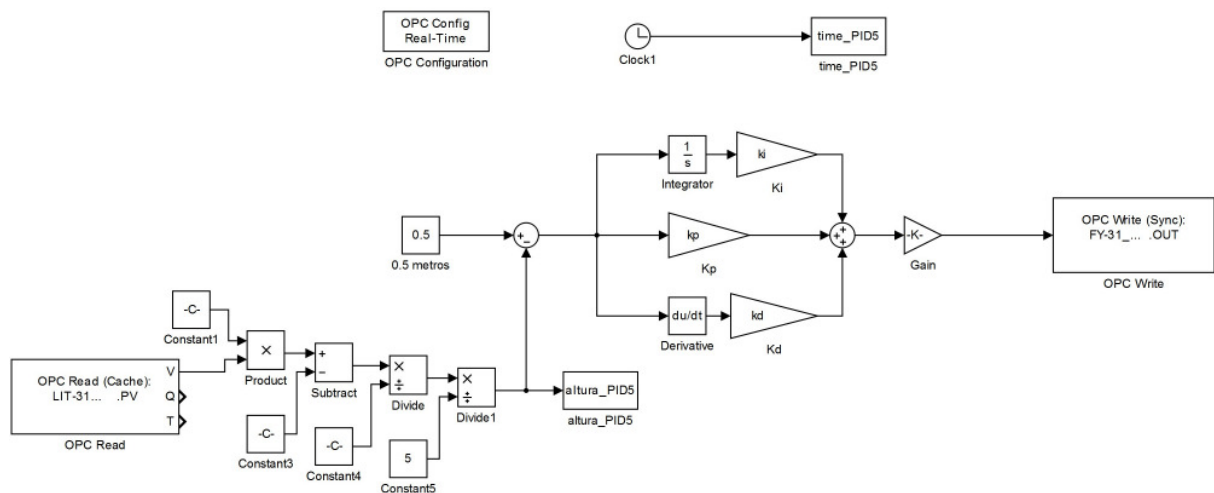 OPC Config
Real-Time
OPC Configuration
Clock1
time_PID5
time_PID5
1
s
Integrator
ki
Ki
0.5
0.5 metros
+
−
kp
Kp
+
+
+
-K-
Gain
OPC Write (Sync):
FY-31_... .OUT
OPC Write
du/dt
Derivative
kd
Kd
-C-
Constant1
OPC Read (Cache):
LIT-31... .PV
V
Q
T
OPC Read
×
Product
+
−
Subtract
×
÷
Divide
×
÷
Divide1
altura_PID5
altura_PID5
-C-
Constant3
-C-
Constant4
5
Constant5